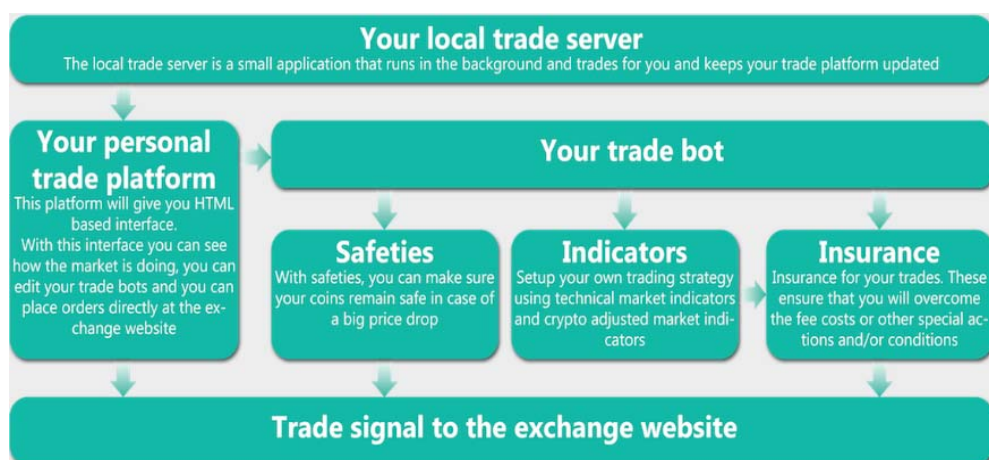 Your local trade server
The local trade server is a small application that runs in the background and trades for you and keeps your trade platform updated
Your personal
trade platform
This platform will give you HTML
based interface.
With this interface you can see
how the market is doing, you can
edit your trade bots and you can
place orders directly at the ex-
change website
Your trade bot
Safeties
With safeties, you can make sure
your coins remain safe in case of
a big price drop
Indicators
Setup your own trading strategy
using technical market indicators
and crypto adjusted market indi-
cators
Insurance
Insurance for your trades. These
ensure that you will overcome
the fee costs or other special ac-
tions and/or conditions
Trade signal to the exchange website